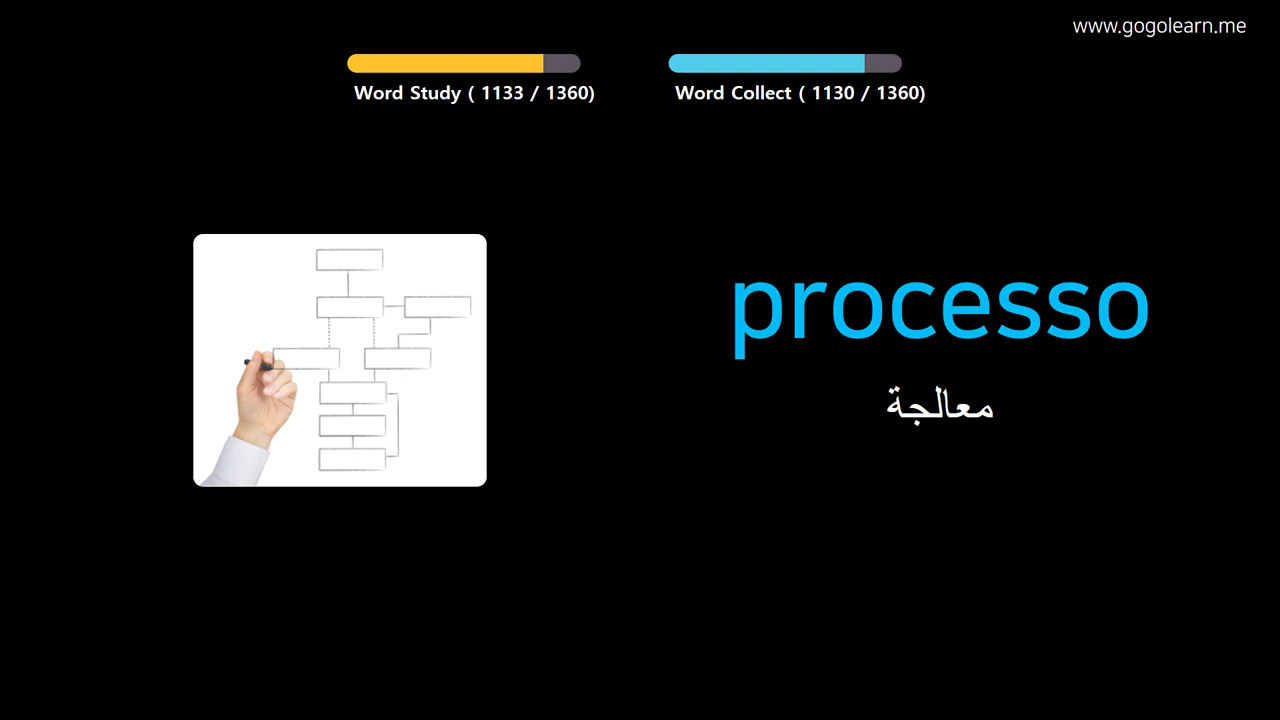 www.gogolearn.me
Word Study ( 1133 / 1360)
Word Collect ( 1130 / 1360)
processo
معالجة